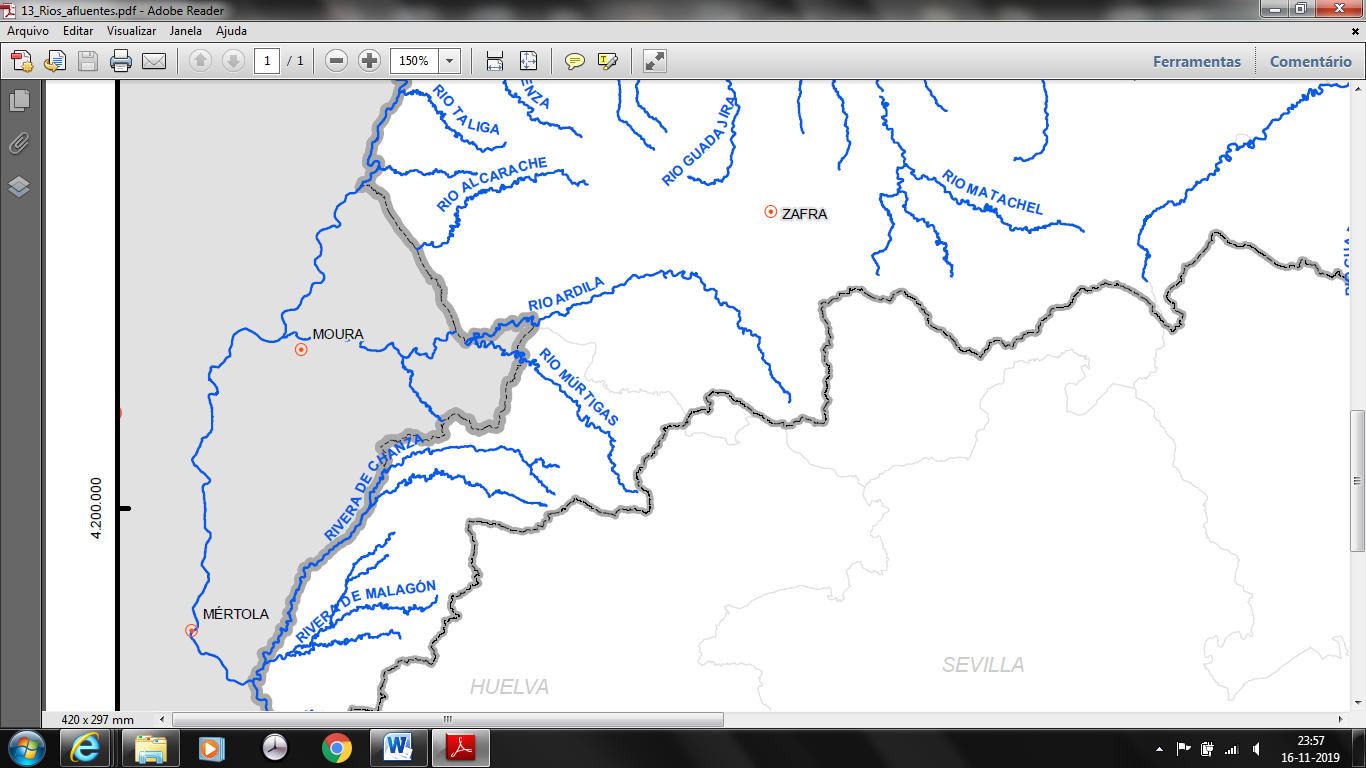 13_Rios_afluentes.pdf - Adobe Reader
Arquivo Editar Visualizar Janela Ajuda
1 / 1 150% Ferramentas Comentário
RIO TALIGA
ENZA
RIO GUADAJIRA
RIO ALCARACHE
RIO MATACHEL
ZAFRA
RIO ARDILA
MOURA
RIO MÚRTIGAS
RIVERA DE CHANZA
4.200.000
RIVERA DE MALAGÓN
MÉRTOLA
SEVILLA
HUELVA
420 x 297 mm
23:57
16-11-2019